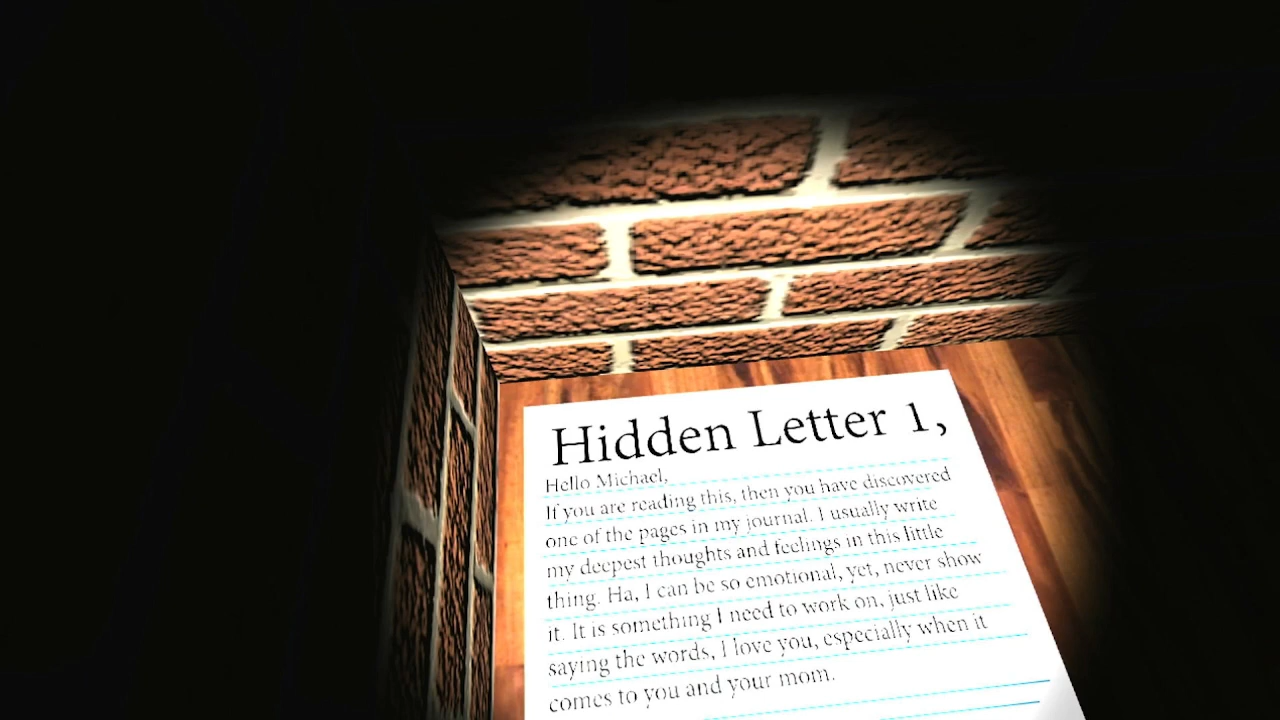 Hidden Letter 1,
Hello Michael,
If you are reading this, then you have discovered
one of the pages in my journal. I usually write
my deepest thoughts and feelings in this little
thing. Ha, I can be so emotional, yet, never show
it. It is something I need to work on, just like
saying the words, I love you, especially when it
comes to you and your mom.